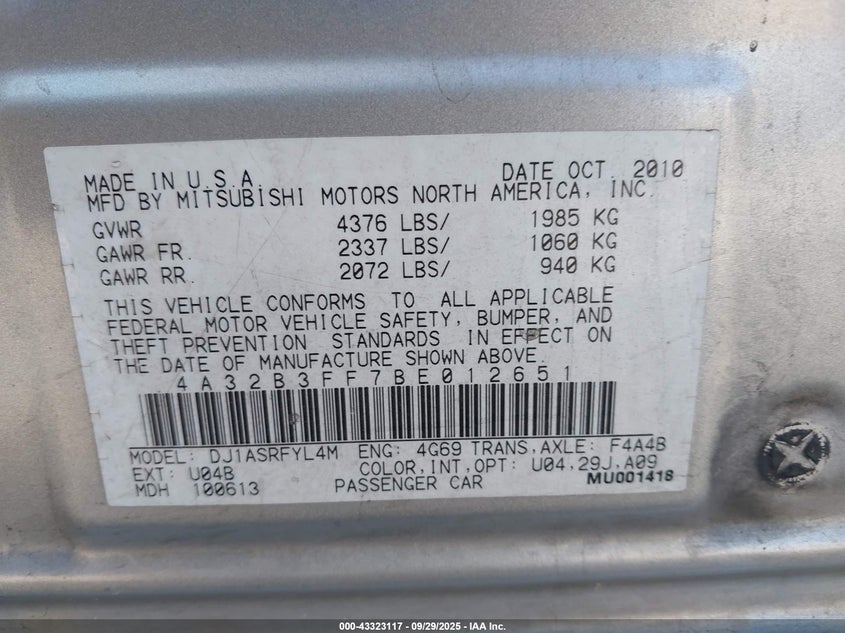 MADE IN U.S.A. DATE OCT. 2010
MFD BY MITSUBISHI MOTORS NORTH AMERICA, INC.
GVWR 4376 LBS/ 1985 KG
GAWR FR. 2337 LBS/ 1060 KG
GAWR RR. 2072 LBS/ 940 KG
THIS VEHICLE CONFORMS TO ALL APPLICABLE
FEDERAL MOTOR VEHICLE SAFETY, BUMPER, AND
THEFT PREVENTION STANDARDS IN EFFECT ON
THE DATE OF MANUFACTURE SHOWN ABOVE.
4A32B3FF7BE012651
MODEL: DJ1ASRFYL4M ENG: 4G69 TRANS,AXLE: F4A4B
EXT: U04B COLOR,INT,OPT: U04,29J,A09
MDH 100613 PASSENGER CAR MU001418
000-43323117 - 09/29/2025 - IAA Inc.